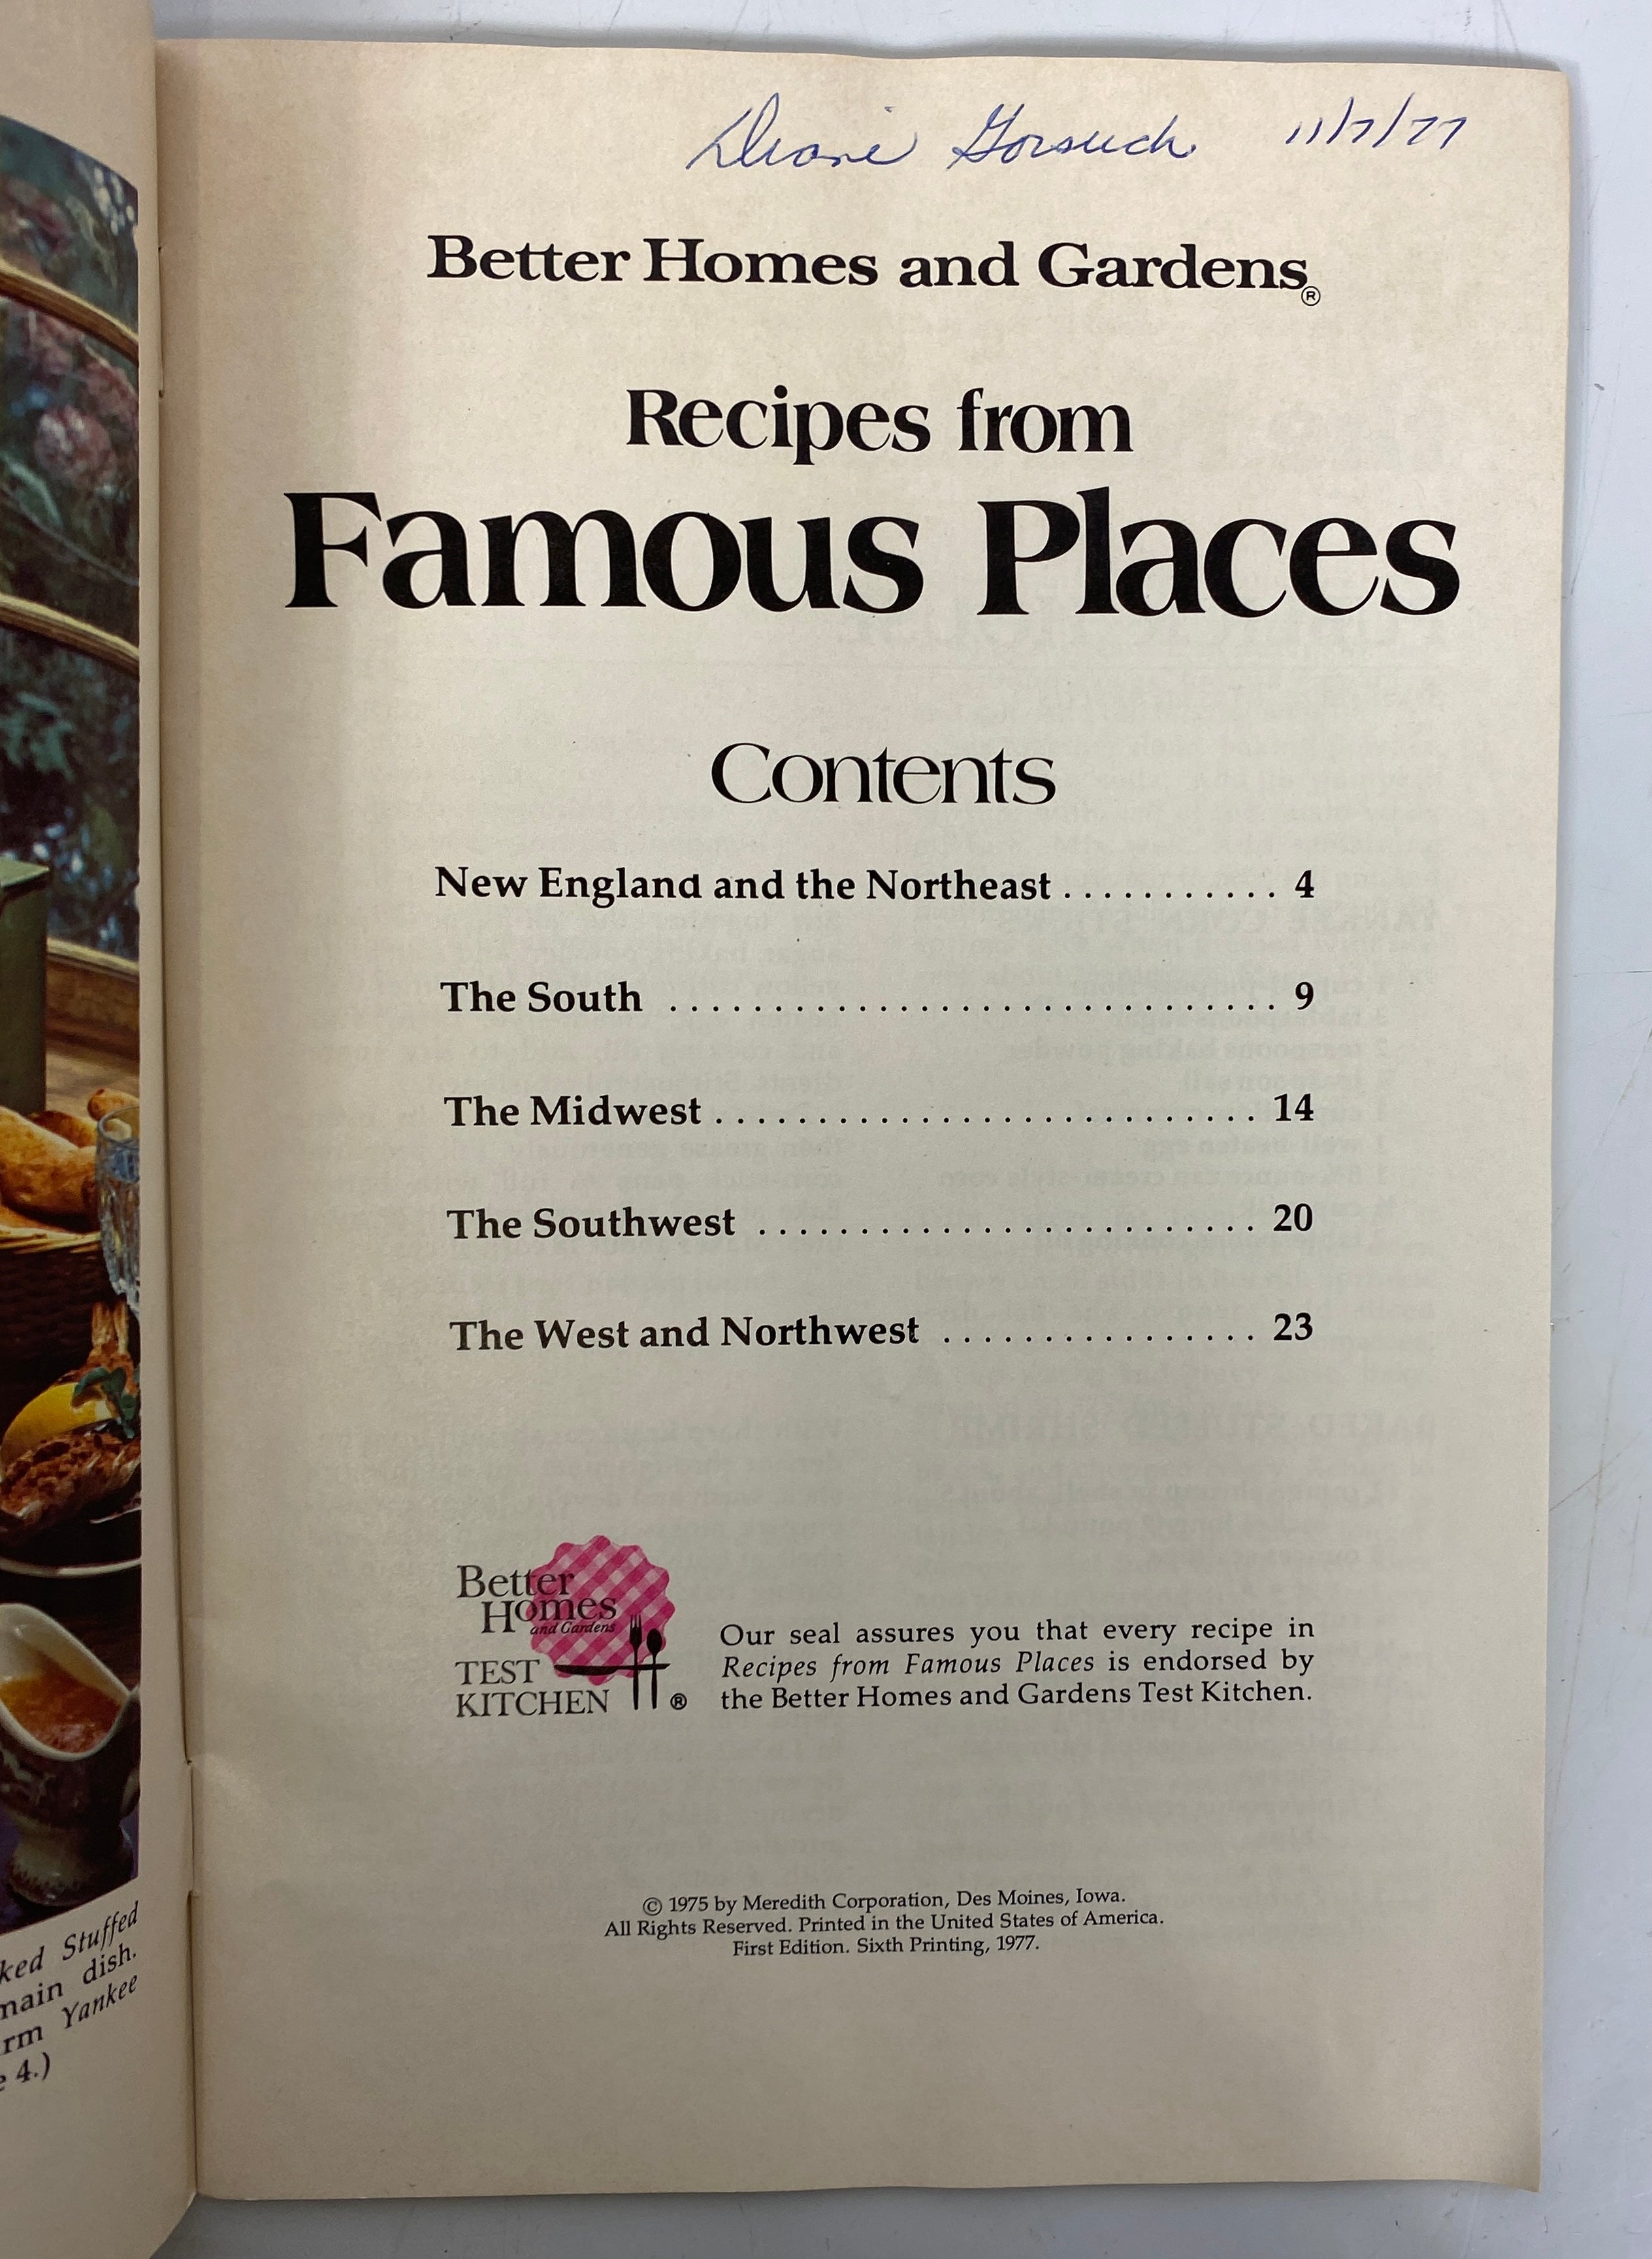 Diane Gorsuch 11/7/77
Better Homes and Gardens®
Recipes from
Famous Places
Contents
New England and the Northeast . . . . . . . . . . . 4
The South . . . . . . . . . . . . . . . . . . . . . . . . . . . . . 9
The Midwest . . . . . . . . . . . . . . . . . . . . . . . . . . 14
The Southwest . . . . . . . . . . . . . . . . . . . . . . . . 20
The West and Northwest . . . . . . . . . . . . . . . 23
Better
Homes
and Gardens
TEST
KITCHEN ®
Our seal assures you that every recipe in
Recipes from Famous Places is endorsed by
the Better Homes and Gardens Test Kitchen.
© 1975 by Meredith Corporation, Des Moines, Iowa.
All Rights Reserved. Printed in the United States of America.
First Edition. Sixth Printing, 1977.
Stuffed
main dish.
Yankee
4.)